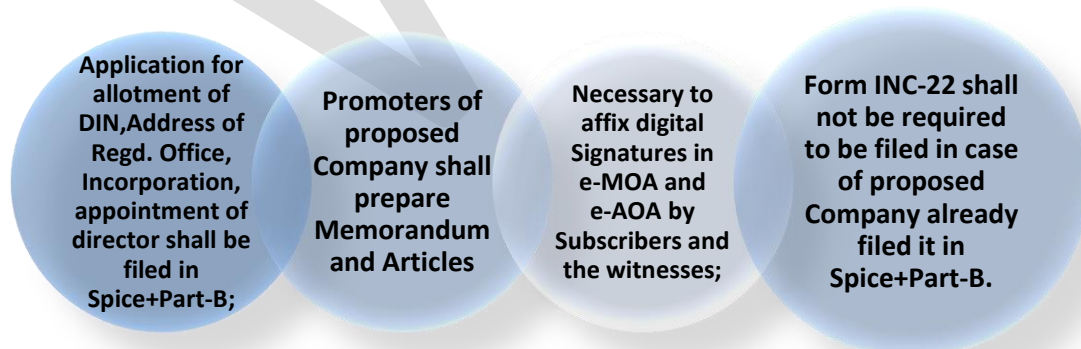 Application for
allotment of
DIN,Address of
Regd. Office,
Incorporation,
appointment of
director shall be
filed in
Spice+Part-B;
Promoters of
proposed
Company shall
prepare
Memorandum
and Articles
Necessary to
affix digital
Signatures in
e-MOA and
e-AOA by
Subscribers and
the witnesses;
Form INC-22 shall
not be required
to be filed in case
of proposed
Company already
filed it in
Spice+Part-B.